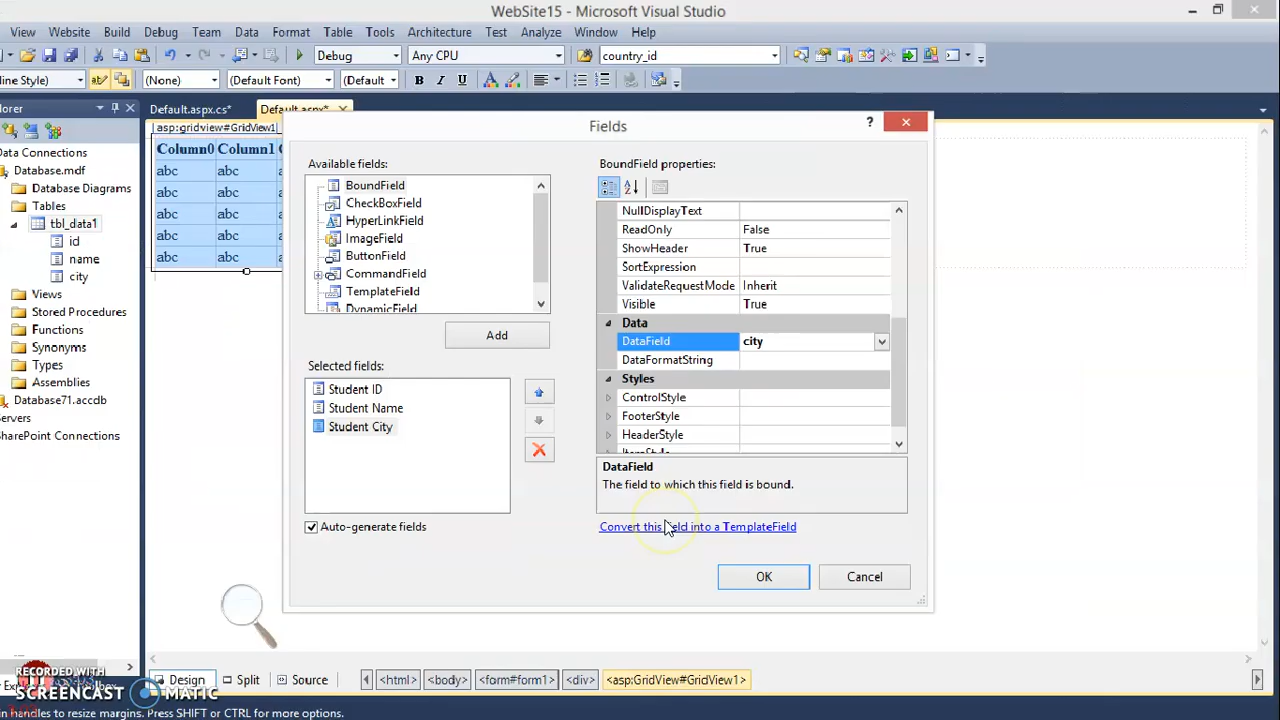 WebSite15 - Microsoft Visual Studio
View Website Build Debug Team Data Format Table Tools Architecture Test Analyze Window Help
Debug Any CPU country_id
ine Style) (None) (Default Font) (Default B I U
orer
Default.aspx.cs* Default.aspx*
asp:gridview#GridView1
Column0 Column1
abc abc
abc abc
abc abc
abc abc
abc abc
Data Connections
Database.mdf
Database Diagrams
Tables
tbl_data1
id
name
city
Views
Stored Procedures
Functions
Synonyms
Types
Assemblies
Database71.accdb
Servers
SharePoint Connections
Fields
Available fields:
BoundField
CheckBoxField
HyperLinkField
ImageField
ButtonField
CommandField
TemplateField
DynamicField
Add
Selected fields:
Student ID
Student Name
Student City
Auto-generate fields
BoundField properties:
NullDisplayText
ReadOnly False
ShowHeader True
SortExpression
ValidateRequestMode Inherit
Visible True
Data
DataField city
DataFormatString
Styles
ControlStyle
FooterStyle
HeaderStyle
ItemStyle
DataField
The field to which this field is bound.
Convert this field into a TemplateField
OK Cancel
RECORDED WITH
SCREENCAST MATIC
Design Split Source <html> <body> <form#form1> <div> <asp:GridView#GridView1>
in handles to resize margins. Press SHIFT or CTRL for more options.